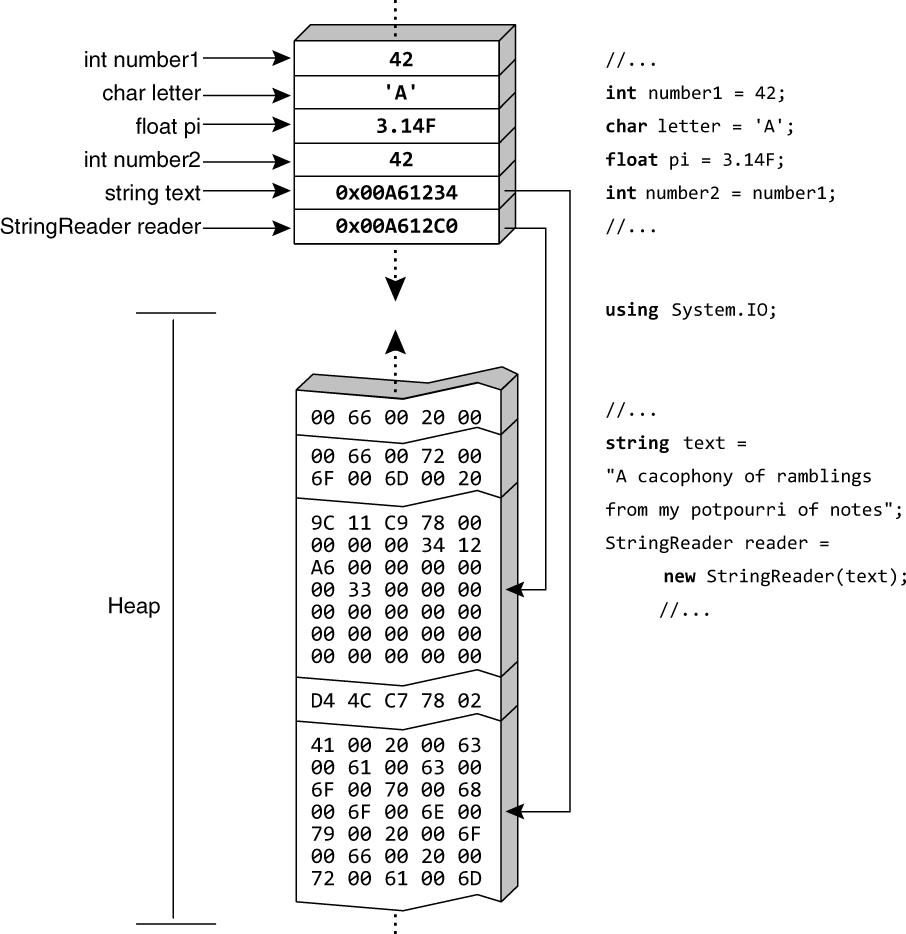 int number1
42
//...
char letter
'A'
int number1 = 42;
float pi
3.14F
char letter = 'A';
int number2
42
float pi = 3.14F;
string text
0x00A61234
int number2 = number1;
StringReader reader
0x00A612C0
//...
using System.IO;
//...
string text =
"A cacophony of ramblings
from my potpourri of notes";
StringReader reader =
new StringReader(text);
//...
Heap
00 66 00 20 00
00 66 00 72 00
6F 00 6D 00 20
9C 11 C9 78 00
00 00 00 34 12
A6 00 00 00 00
00 33 00 00 00
00 00 00 00 00
00 00 00 00 00
00 00 00 00 00
D4 4C C7 78 02
41 00 20 00 63
00 61 00 63 00
6F 00 70 00 68
00 6F 00 6E 00
79 00 20 00 6F
00 66 00 20 00
72 00 61 00 6D